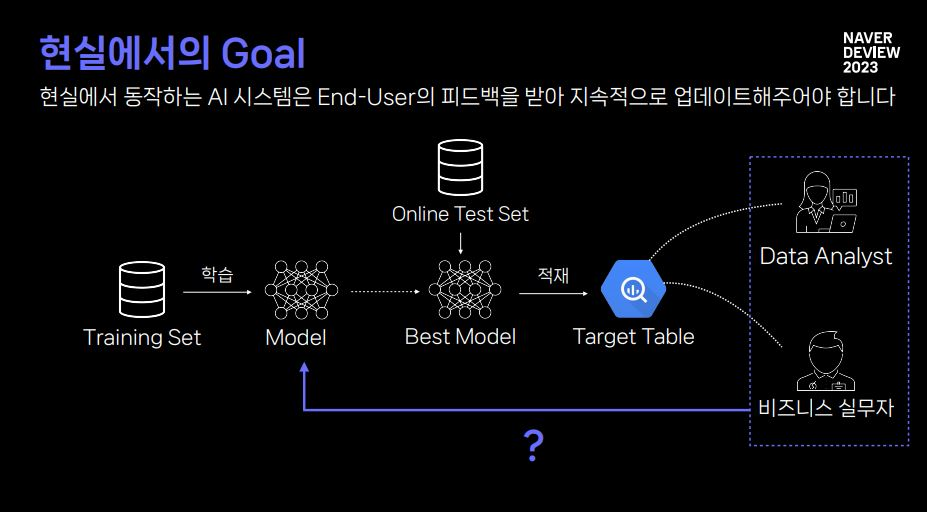 현실에서의 Goal
NAVER
DEVIEW
2023
현실에서 동작하는 AI 시스템은 End-User의 피드백을 받아 지속적으로 업데이트해주어야 합니다
Online Test Set
Data Analyst
학습
적재
Training Set
Model
Best Model
Target Table
비즈니스 실무자
?